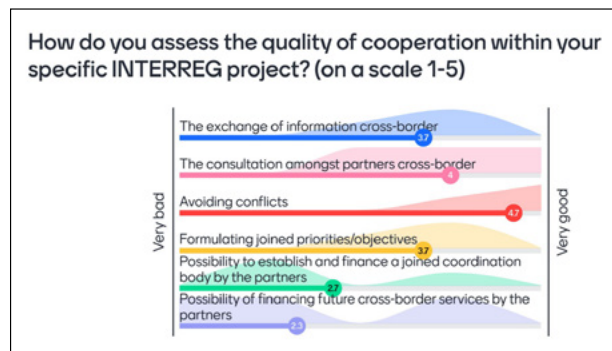 How do you assess the quality of cooperation within your
specific INTERREG project? (on a scale 1-5)
Very bad
The exchange of information cross-border
3.7
The consultation amongst partners cross-border
4
Avoiding conflicts
4.7
Formulating joined priorities/objectives
3.7
Possibility to establish and finance a joined coordination
body by the partners
2.7
Possibility of financing future cross-border services by the
partners
2.3
Very good